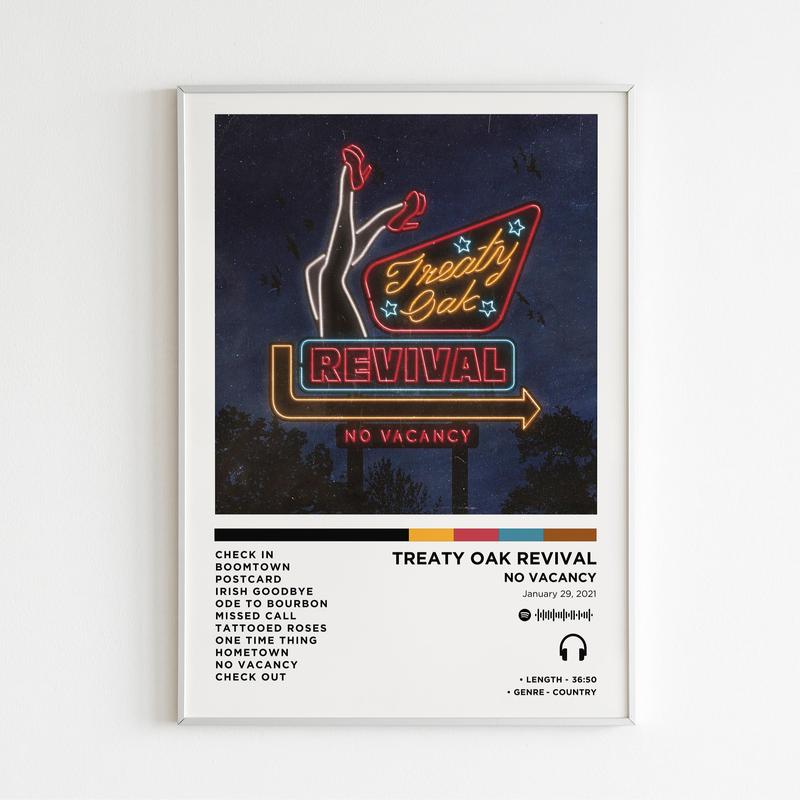 Treaty
Oak
REVIVAL
NO VACANCY
CHECK IN
BOOMTOWN
POSTCARD
IRISH GOODBYE
ODE TO BOURBON
MISSED CALL
TATTOOED ROSES
ONE TIME THING
HOMETOWN
NO VACANCY
CHECK OUT
TREATY OAK REVIVAL
NO VACANCY
January 29, 2021
• LENGTH - 36:50
• GENRE - COUNTRY